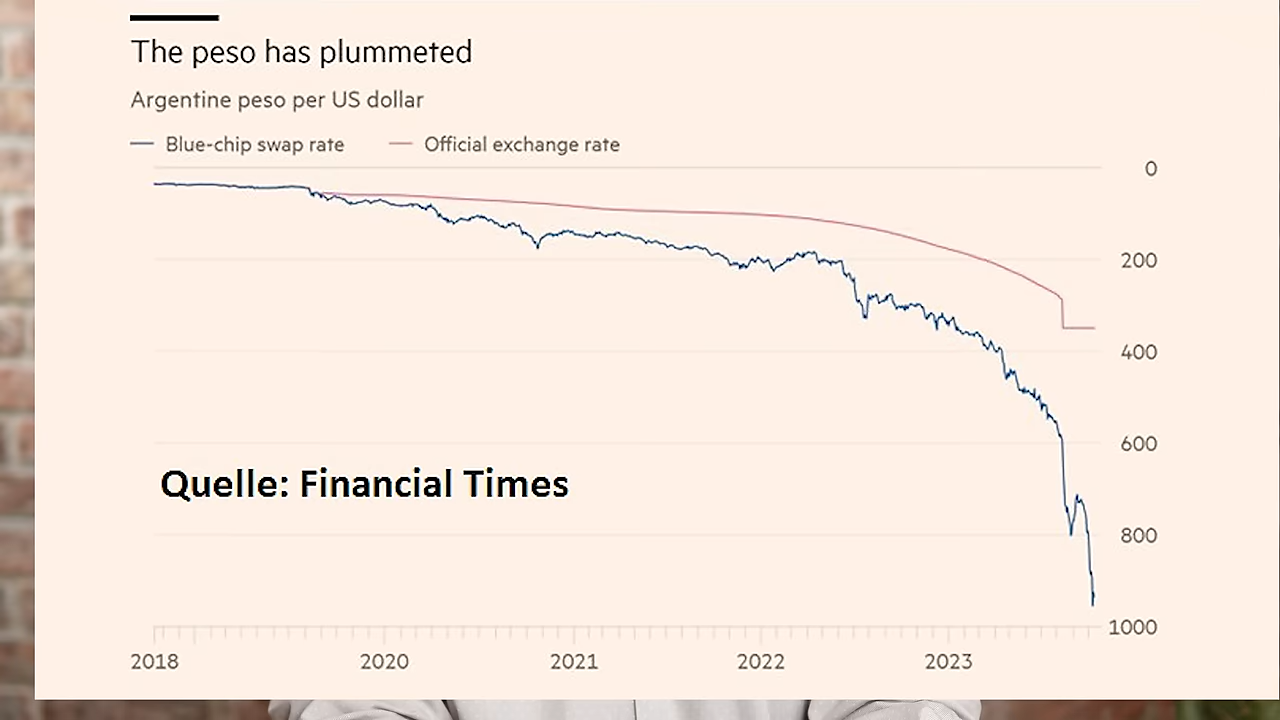 The peso has plummeted
Argentine peso per US dollar
Blue-chip swap rate Official exchange rate
0
200
400
600
Quelle: Financial Times
800
1000
2018 2020 2021 2022 2023